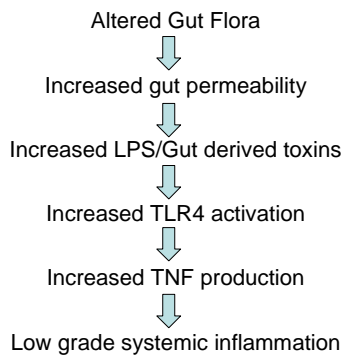 Altered Gut Flora
Increased gut permeability
Increased LPS/Gut derived toxins
Increased TLR4 activation
Increased TNF production
Low grade systemic inflammation